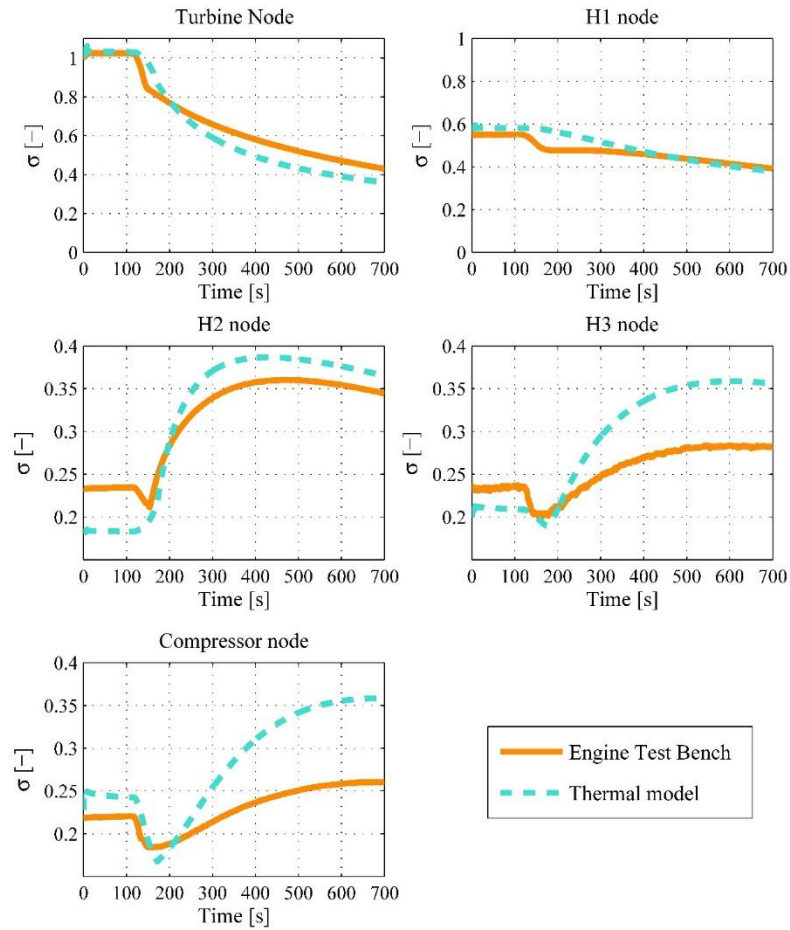 Turbine Node
1
0.8
0.6
0.4
0.2
0
σ [−]
0 100 200 300 400 500 600 700
Time [s]
H1 node
1
0.8
0.6
0.4
0.2
0
σ [−]
0 100 200 300 400 500 600 700
Time [s]
H2 node
0.4
0.35
0.3
0.25
0.2
σ [−]
0 100 200 300 400 500 600 700
Time [s]
H3 node
0.4
0.35
0.3
0.25
0.2
σ [−]
0 100 200 300 400 500 600 700
Time [s]
Compressor node
0.4
0.35
0.3
0.25
0.2
σ [−]
0 100 200 300 400 500 600 700
Time [s]
Engine Test Bench
Thermal model